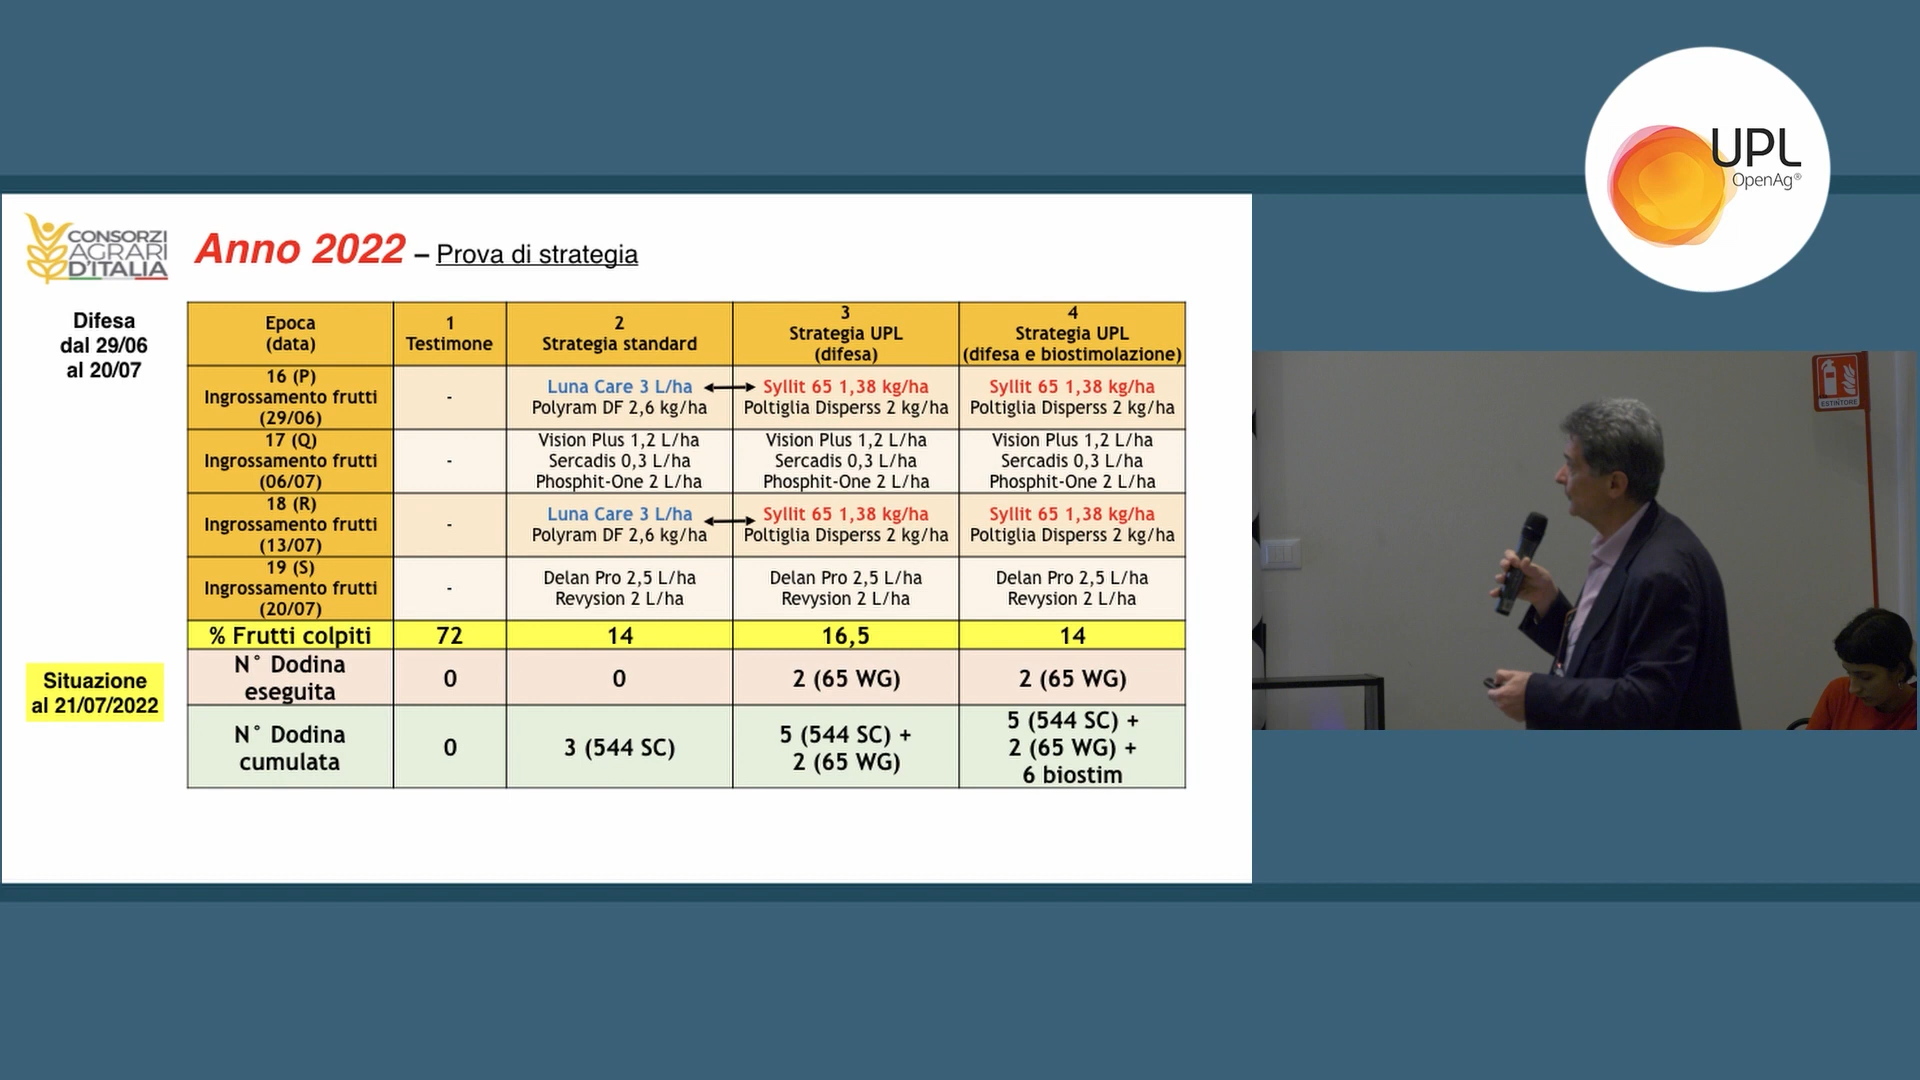 UPL
OpenAg®
CONSORZI
AGRARI
D'ITALIA
Anno 2022 – Prova di strategia
Difesa
dal 29/06
al 20/07
Epoca
(data)
1
Testimone
2
Strategia standard
3
Strategia UPL
(difesa)
4
Strategia UPL
(difesa e biostimolazione)
16 (P)
Ingrossamento frutti
(29/06)
-
Luna Care 3 L/ha
Polyram DF 2,6 kg/ha
Syllit 65 1,38 kg/ha
Poltiglia Disperss 2 kg/ha
Syllit 65 1,38 kg/ha
Poltiglia Disperss 2 kg/ha
17 (Q)
Ingrossamento frutti
(06/07)
-
Vision Plus 1,2 L/ha
Sercadis 0,3 L/ha
Phosphit-One 2 L/ha
Vision Plus 1,2 L/ha
Sercadis 0,3 L/ha
Phosphit-One 2 L/ha
Vision Plus 1,2 L/ha
Sercadis 0,3 L/ha
Phosphit-One 2 L/ha
18 (R)
Ingrossamento frutti
(13/07)
-
Luna Care 3 L/ha
Polyram DF 2,6 kg/ha
Syllit 65 1,38 kg/ha
Poltiglia Disperss 2 kg/ha
Syllit 65 1,38 kg/ha
Poltiglia Disperss 2 kg/ha
19 (S)
Ingrossamento frutti
(20/07)
-
Delan Pro 2,5 L/ha
Revysion 2 L/ha
Delan Pro 2,5 L/ha
Revysion 2 L/ha
Delan Pro 2,5 L/ha
Revysion 2 L/ha
% Frutti colpiti
72
14
16,5
14
Situazione
al 21/07/2022
N° Dodina
eseguita
0
0
2 (65 WG)
2 (65 WG)
N° Dodina
cumulata
0
3 (544 SC)
5 (544 SC) +
2 (65 WG)
5 (544 SC) +
2 (65 WG) +
6 biostim
ESTINTORE